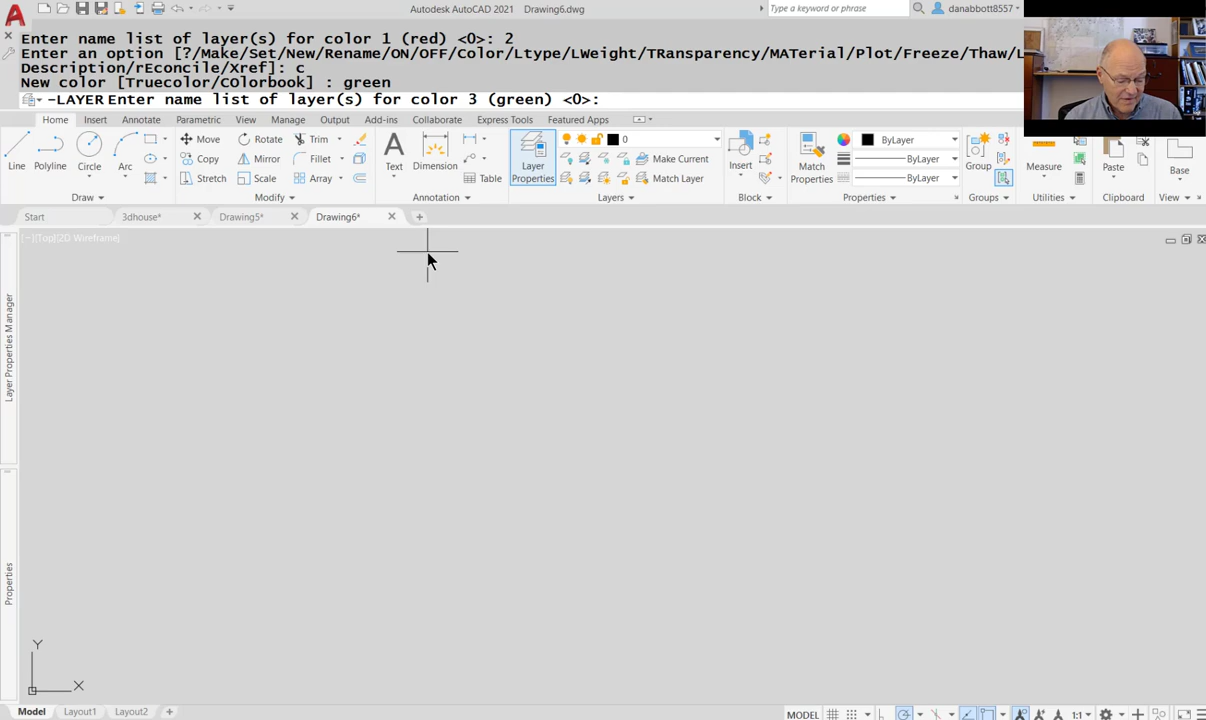 Autodesk AutoCAD 2021 Drawing6.dwg
Type a keyword or phrase
danabbott8557
Enter name list of layer(s) for color 1 (red) <0>: 2
Enter an option [?/Make/Set/New/Rename/ON/OFF/Color/Ltype/LWeight/TRansparency/MATerial/Plot/Freeze/Thaw/L
Description/rEconcile/Xref]: c
New color [Truecolor/COlorbook] : green
-LAYER Enter name list of layer(s) for color 3 (green) <0>:
Home Insert Annotate Parametric View Manage Output Add-ins Collaborate Express Tools Featured Apps
Move Rotate Trim 0 ByLayer
Line Polyline Circle Arc Copy Mirror Fillet Text Dimension Layer Properties Make Current Insert Match Properties ByLayer Group Measure Paste Base
Stretch Scale Array Table Match Layer ByLayer
Draw Modify Annotation Layers Block Properties Groups Utilities Clipboard View
Start 3dhouse* Drawing5* Drawing6*
[−][Top][2D Wireframe]
Layer Properties Manager
Properties
Y
X
Model Layout1 Layout2 MODEL 1:1